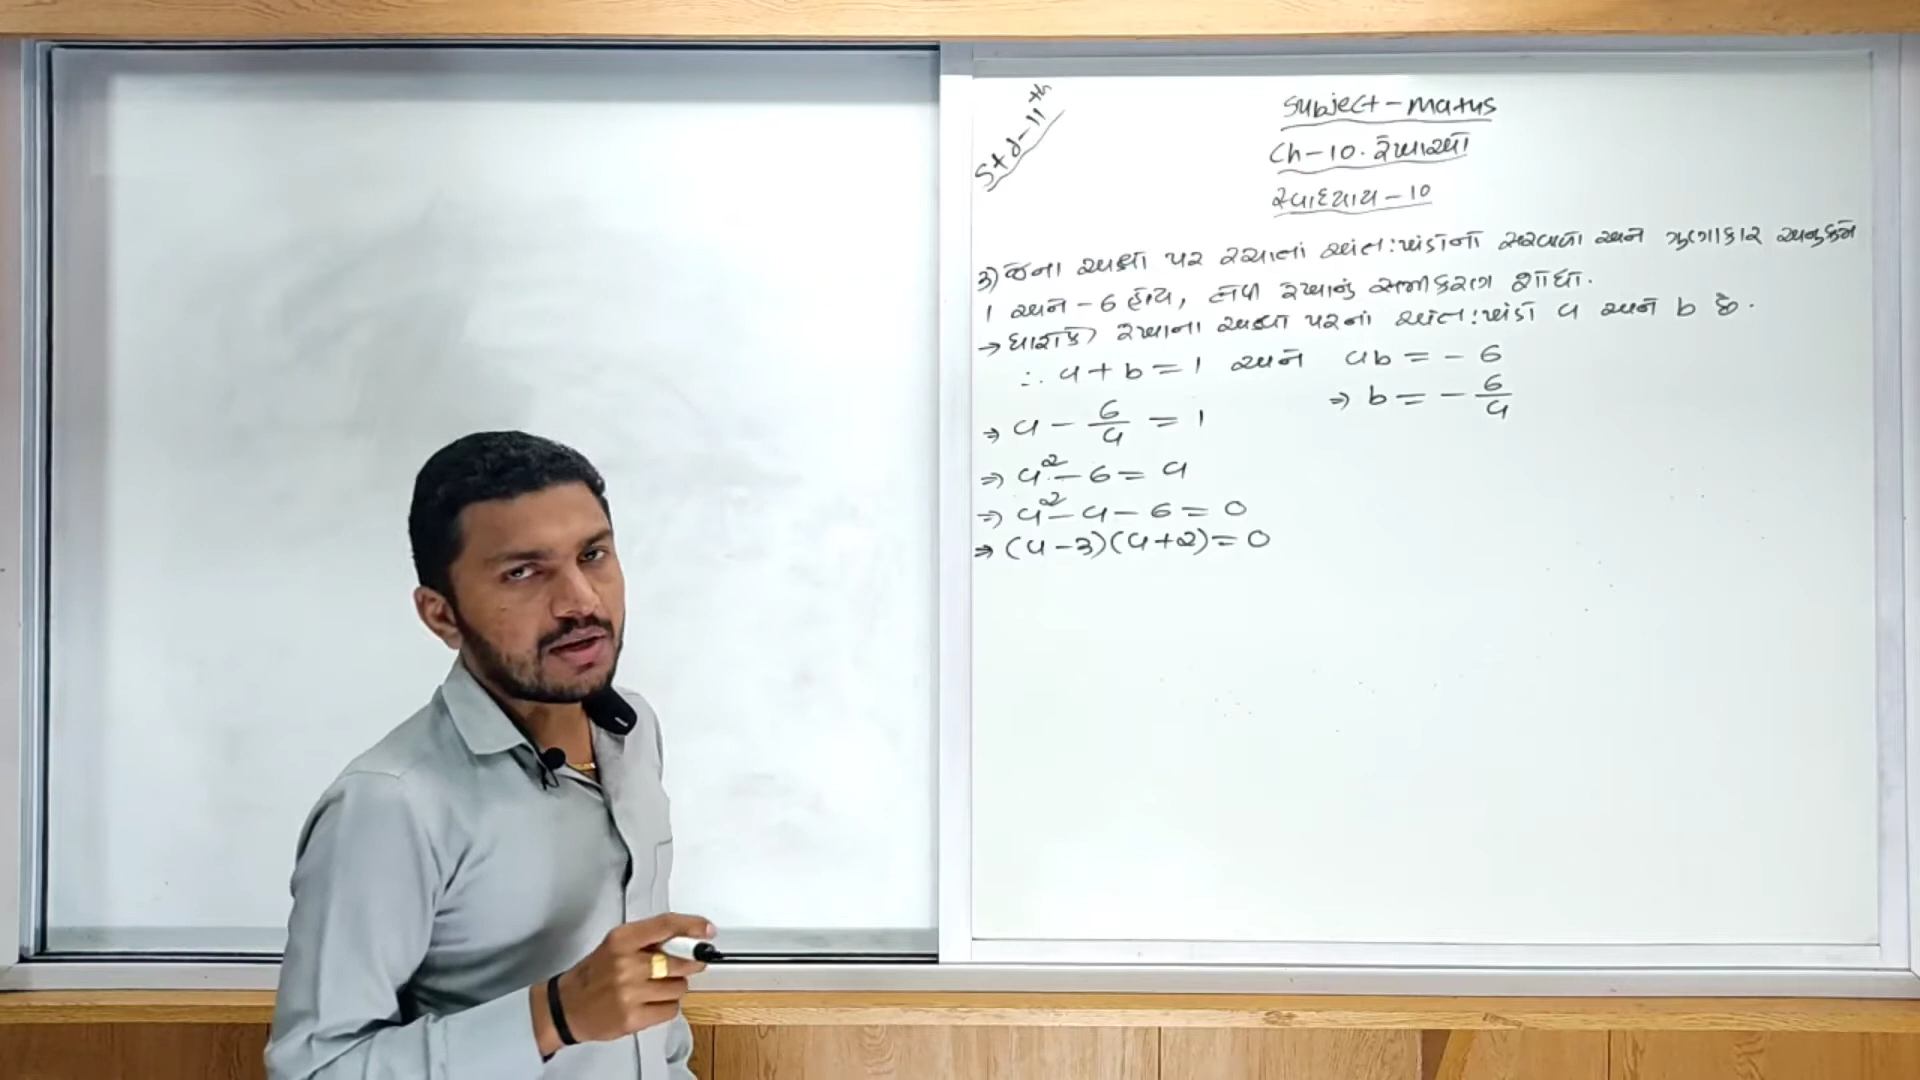 Std-11th
Subject-Maths
Ch-10. રેખાઓ
સ્વાધ્યાય-10
3) જેના અક્ષો પર રચાતાં અંત:ખંડોનો સરવાળો અને ગુણાકાર અનુક્રમે
1 અને -6 હોય, તેવી રેખાનું સમીકરણ શોધો.
→ ધારોકે રેખાના અક્ષો પરનાં અંત:ખંડો a અને b છે.
∴ a + b = 1 અને ab = - 6
⇒ b = - 6/a
⇒ a - 6/a = 1
⇒ a² - 6 = a
⇒ a² - a - 6 = 0
⇒ (a-3)(a+2) = 0